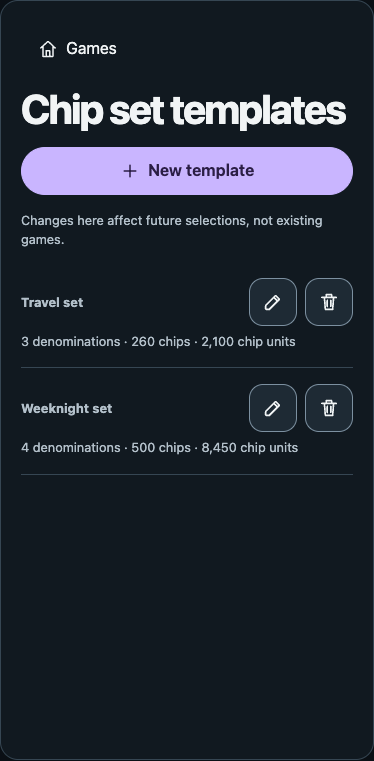 Games
Chip set templates
New template
Changes here affect future selections, not existing
games.
Travel set
3 denominations · 260 chips · 2,100 chip units
Weeknight set
4 denominations · 500 chips · 8,450 chip units